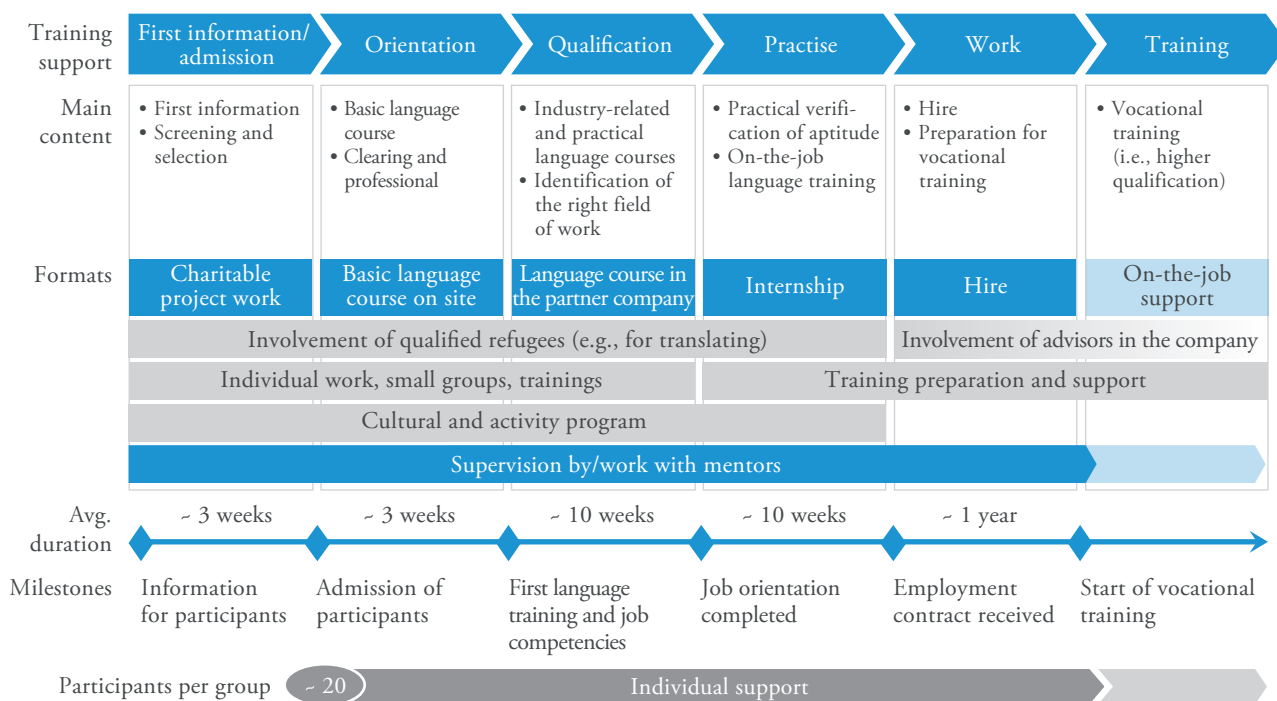 Training
support
First information/
admission
Orientation
Qualification
Practise
Work
Training
Main
content
• First information
• Screening and
selection
• Basic language
course
• Clearing and
professional
• Industry-related
and practical
language courses
• Identification of
the right field
of work
• Practical verifi-
cation of aptitude
• On-the-job
language training
• Hire
• Preparation for
vocational
training
• Vocational
training
(i.e., higher
qualification)
Formats
Charitable
project work
Basic language
course on site
Language course in
the partner company
Internship
Hire
On-the-job
support
Involvement of qualified refugees (e.g., for translating)
Involvement of advisors in the company
Individual work, small groups, trainings
Training preparation and support
Cultural and activity program
Supervision by/work with mentors
Avg.
duration
~ 3 weeks
~ 3 weeks
~ 10 weeks
~ 10 weeks
~ 1 year
Milestones
Information
for participants
Admission of
participants
First language
training and job
competencies
Job orientation
completed
Employment
contract received
Start of vocational
training
Participants per group
~ 20
Individual support